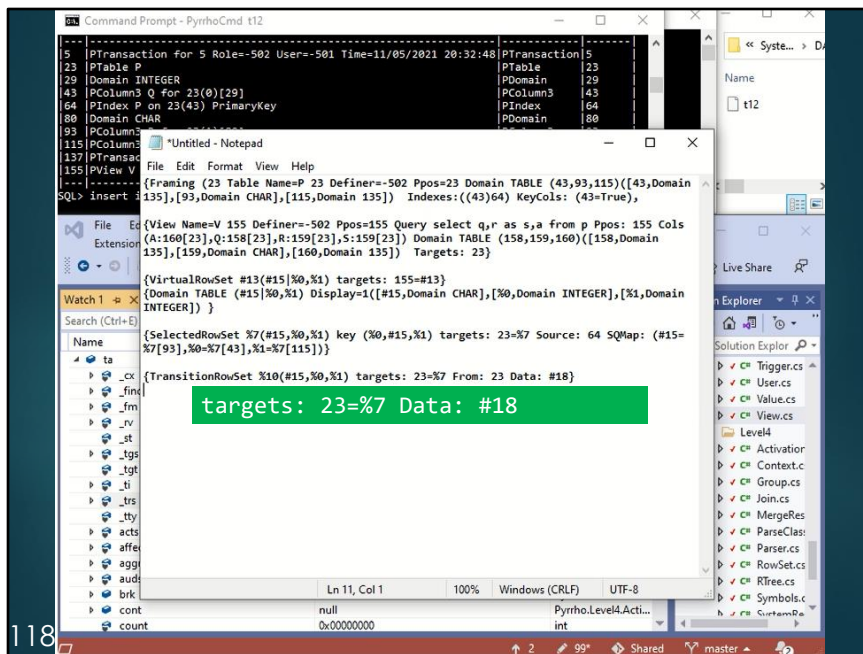 Command Prompt - PyrrhoCmd t12
|5 |PTransaction for 5 Role=-502 User=-501 Time=11/05/2021 20:32:48|PTransaction|5 |
|23 |PTable P |PTable |23 |
|29 |Domain INTEGER |PDomain |29 |
|43 |PColumn3 Q for 23(0)[29] |PColumn3 |43 |
|64 |PIndex P on 23(43) PrimaryKey |PIndex |64 |
|80 |Domain CHAR |PDomain |80 |
|93 |PColumn3
|115|PColumn3
|137|PTransac
|155|PView V
SQL> insert i
« Syste... > DA
Name
t12
*Untitled - Notepad
File Edit Format View Help
{Framing (23 Table Name=P 23 Definer=-502 Ppos=23 Domain TABLE (43,93,115)([43,Domain
135],[93,Domain CHAR],[115,Domain 135]) Indexes:((43)64) KeyCols: (43=True),
{View Name=V 155 Definer=-502 Ppos=155 Query select q,r as s,a from p Ppos: 155 Cols
(A:160[23],Q:158[23],R:159[23],S:159[23]) Domain TABLE (158,159,160)([158,Domain
135],[159,Domain CHAR],[160,Domain 135]) Targets: 23}
{VirtualRowSet #13(#15|%0,%1) targets: 155=#13}
{Domain TABLE (#15|%0,%1) Display=1([#15,Domain CHAR],[%0,Domain INTEGER],[%1,Domain
INTEGER]) }
{SelectedRowSet %7(#15,%0,%1) key (%0,#15,%1) targets: 23=%7 Source: 64 SQMap: (#15=
%7[93],%0=%7[43],%1=%7[115])}
{TransitionRowSet %10(#15,%0,%1) targets: 23=%7 From: 23 Data: #18}
targets: 23=%7 Data: #18
Ln 11, Col 1 100% Windows (CRLF) UTF-8
File Ed
Extension
Live Share
Watch 1
Search (Ctrl+E)
Name
ta
_cx
_find
_fm
_rv
_st
_tgs
_tgt
_ti
_trs
_tty
acts
affec
aggr
auds
brk
cont null Pyrrho.Level4.Acti...
count 0x00000000 int
n Explorer
Solution Explor
C# Trigger.cs
C# User.cs
C# Value.cs
C# View.cs
Level4
C# Activation
C# Context.c
C# Group.cs
C# Join.cs
C# MergeRes
C# ParseClass
C# Parser.cs
C# RowSet.cs
C# RTree.cs
C# Symbols.c
C# SystemRo
2 99* Shared master 2
118